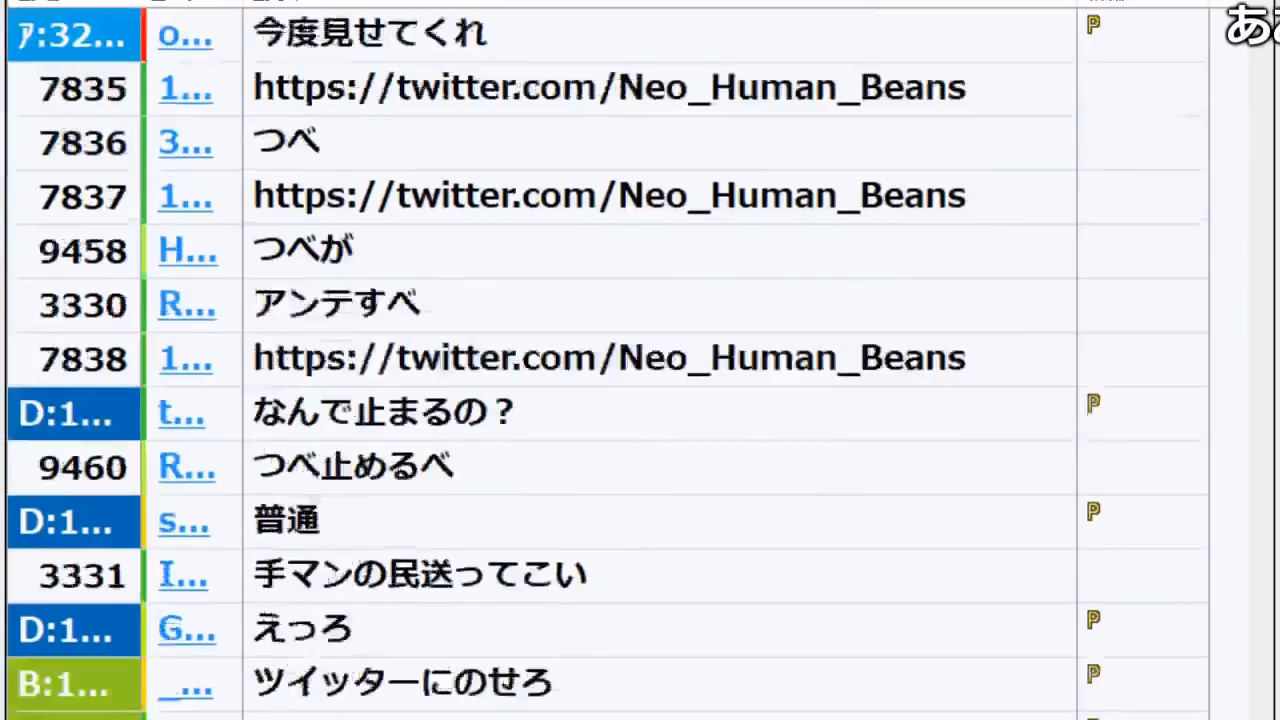 ｱ:32... o... 今度見せてくれ P
7835 1... https://twitter.com/Neo_Human_Beans
7836 3... つべ
7837 1... https://twitter.com/Neo_Human_Beans
9458 H... つべが
3330 R... アンテすべ
7838 1... https://twitter.com/Neo_Human_Beans
D:1... t... なんで止まるの？ P
9460 R... つべ止めるべ
D:1... s... 普通 P
3331 I... 手マンの民送ってこい
D:1... G... えっろ P
B:1... _... ツイッターにのせろ P